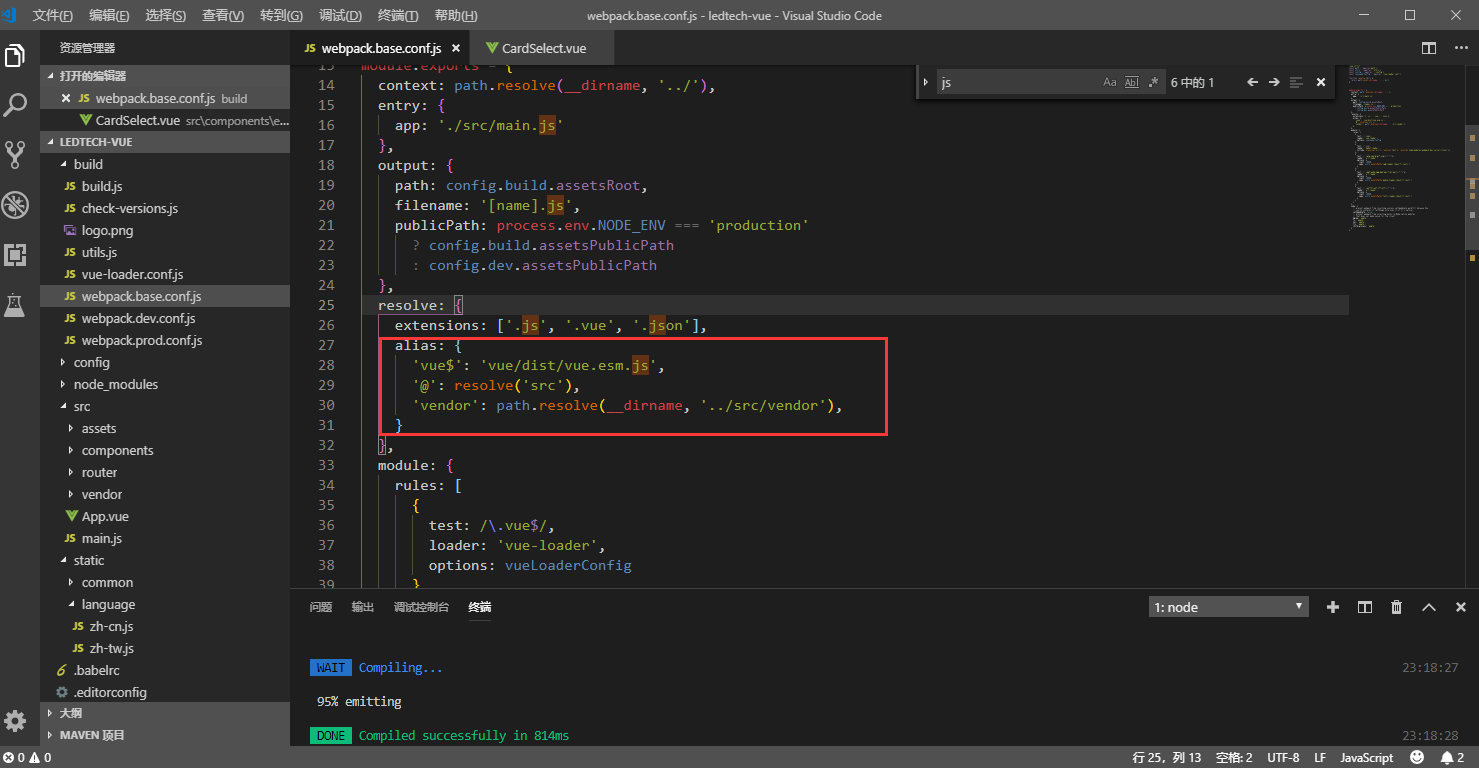 文件(F) 编辑(E) 选择(S) 查看(V) 转到(G) 调试(D) 终端(T) 帮助(H) webpack.base.conf.js - ledtech-vue - Visual Studio Code
资源管理器
打开的编辑器
JS webpack.base.conf.js build
CardSelect.vue src\components\e...
LEDTECH-VUE
build
JS build.js
JS check-versions.js
logo.png
JS utils.js
JS vue-loader.conf.js
JS webpack.base.conf.js
JS webpack.dev.conf.js
JS webpack.prod.conf.js
config
node_modules
src
assets
components
router
vendor
App.vue
JS main.js
static
common
language
JS zh-cn.js
JS zh-tw.js
.babelrc
.editorconfig
大纲
MAVEN 项目
JS webpack.base.conf.js CardSelect.vue
js Aa Abl .* 6 中的 1
13 module.exports = {
14 context: path.resolve(__dirname, '../'),
15 entry: {
16 app: './src/main.js'
17 },
18 output: {
19 path: config.build.assetsRoot,
20 filename: '[name].js',
21 publicPath: process.env.NODE_ENV === 'production'
22 ? config.build.assetsPublicPath
23 : config.dev.assetsPublicPath
24 },
25 resolve: {
26 extensions: ['.js', '.vue', '.json'],
27 alias: {
28 'vue$': 'vue/dist/vue.esm.js',
29 '@': resolve('src'),
30 'vendor': path.resolve(__dirname, '../src/vendor'),
31 }
32 },
33 module: {
34 rules: [
35 {
36 test: /\.vue$/,
37 loader: 'vue-loader',
38 options: vueLoaderConfig
39 }
问题 输出 调试控制台 终端 1: node
WAIT Compiling... 23:18:27
95% emitting
DONE Compiled successfully in 814ms 23:18:28
0 0 行 25，列 13 空格: 2 UTF-8 LF JavaScript 2